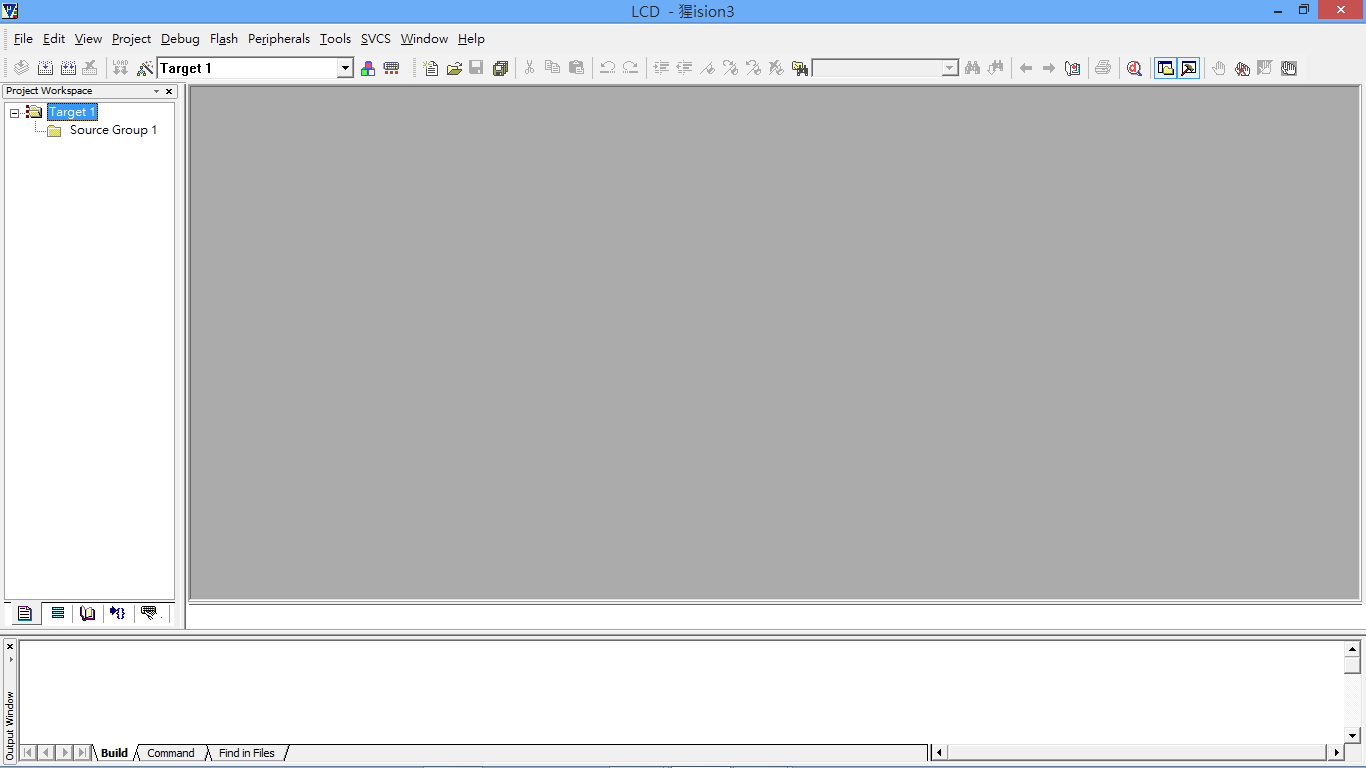 LCD - 猩ision3
File Edit View Project Debug Flash Peripherals Tools SVCS Window Help
LOAD Target 1
Project Workspace
Target 1
Source Group 1
Output Window
Build Command Find in Files